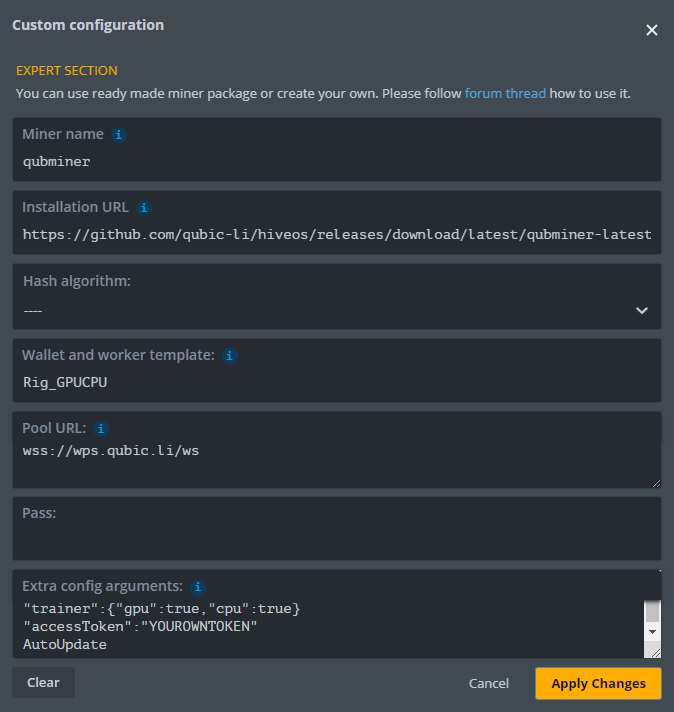 Custom configuration
EXPERT SECTION
You can use ready made miner package or create your own. Please follow forum thread how to use it.
Miner name
qubminer
Installation URL
https://github.com/qubic-li/hiveos/releases/download/latest/qubminer-latest
Hash algorithm:
----
Wallet and worker template:
Rig_GPUCPU
Pool URL:
wss://wps.qubic.li/ws
Pass:
Extra config arguments:
"trainer":{"gpu":true,"cpu":true}
"accessToken":"YOUROWNTOKEN"
AutoUpdate
Clear
Cancel
Apply Changes